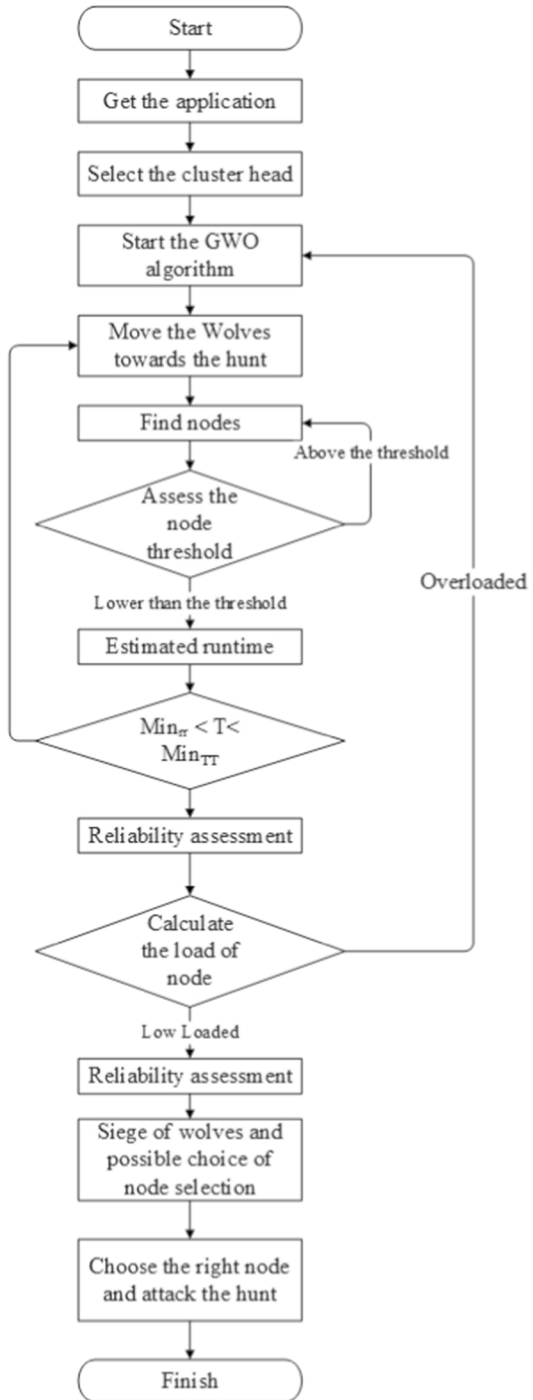 Start
Get the application
Select the cluster head
Start the GWO
algorithm
Move the Wolves
towards the hunt
Find nodes
Above the threshold
Assess the
node
threshold
Overloaded
Lower than the threshold
Estimated runtime
Min_rr < T<
Min_TT
Reliability assessment
Calculate
the load of
node
Low Loaded
Reliability assessment
Siege of wolves and
possible choice of
node selection
Choose the right node
and attack the hunt
Finish